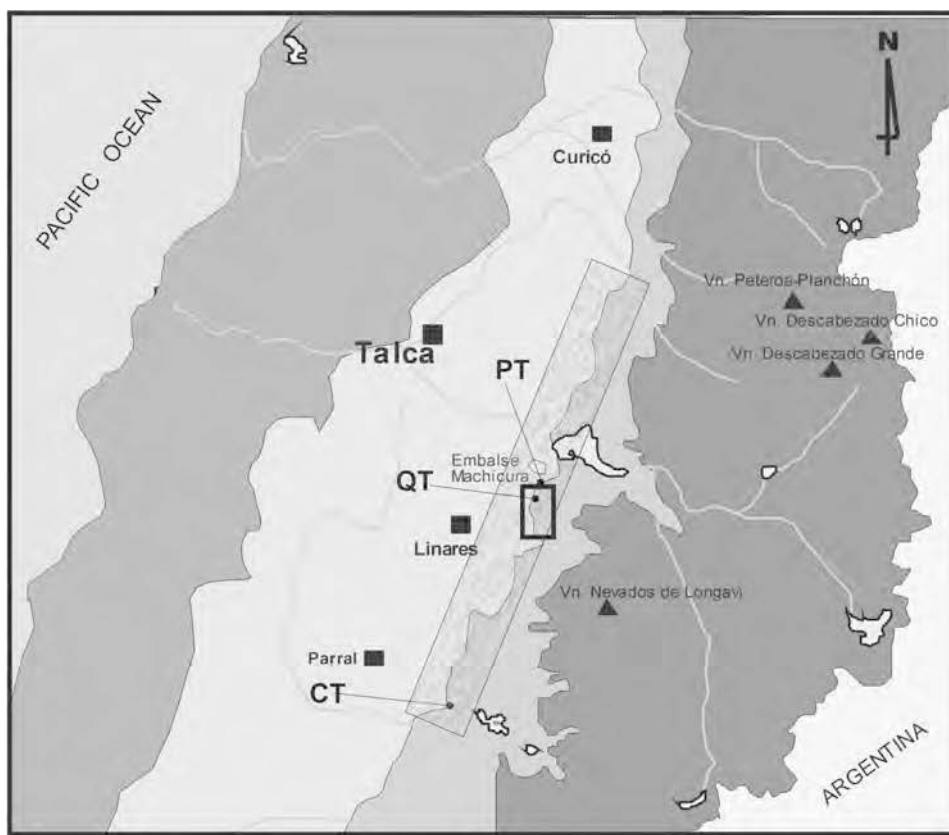 N
PACIFIC OCEAN
Curicó
Vn. Peteroa-Planchón
Vn. Descabezado Chico
Vn. Descabezado Grande
Talca
PT
Embalse
Machicura
QT
Linares
Vn. Nevados de Longaví
Parral
CT
ARGENTINA